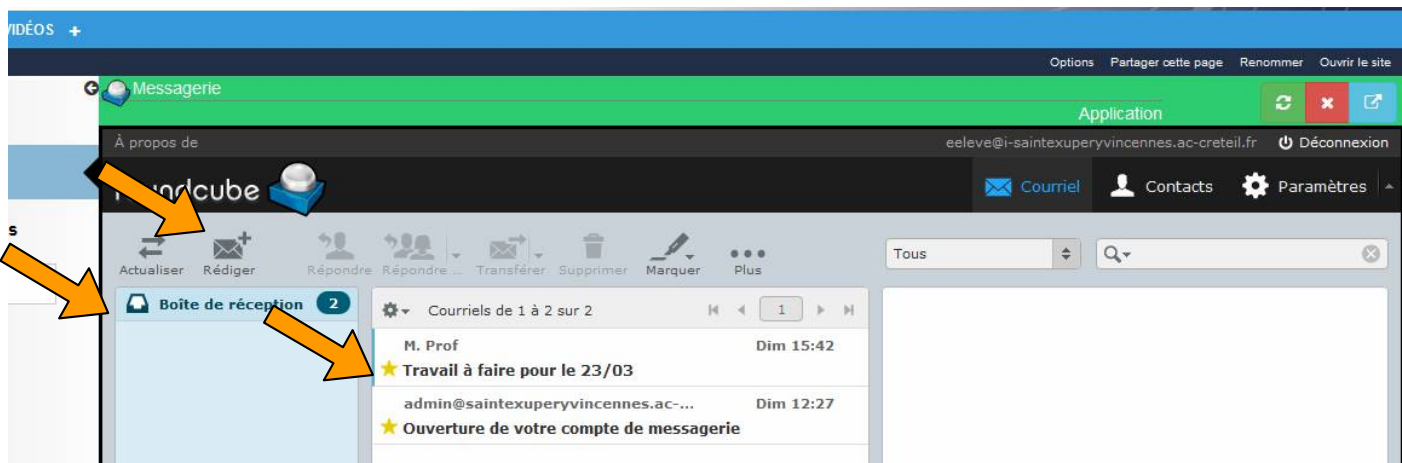 VIDÉOS +
Options Partager cette page Renommer Ouvrir le site
Messagerie
Application
À propos de
eeleve@i-saintexuperyvincennes.ac-creteil.fr Déconnexion
Courriel Contacts Paramètres
s
Actualiser Rédiger Répondre Répondre ... Transférer Supprimer Marquer Plus
Tous
Boîte de réception 2
Courriels de 1 à 2 sur 2 1
M. Prof Dim 15:42
Travail à faire pour le 23/03
admin@saintexuperyvincennes.ac-... Dim 12:27
Ouverture de votre compte de messagerie